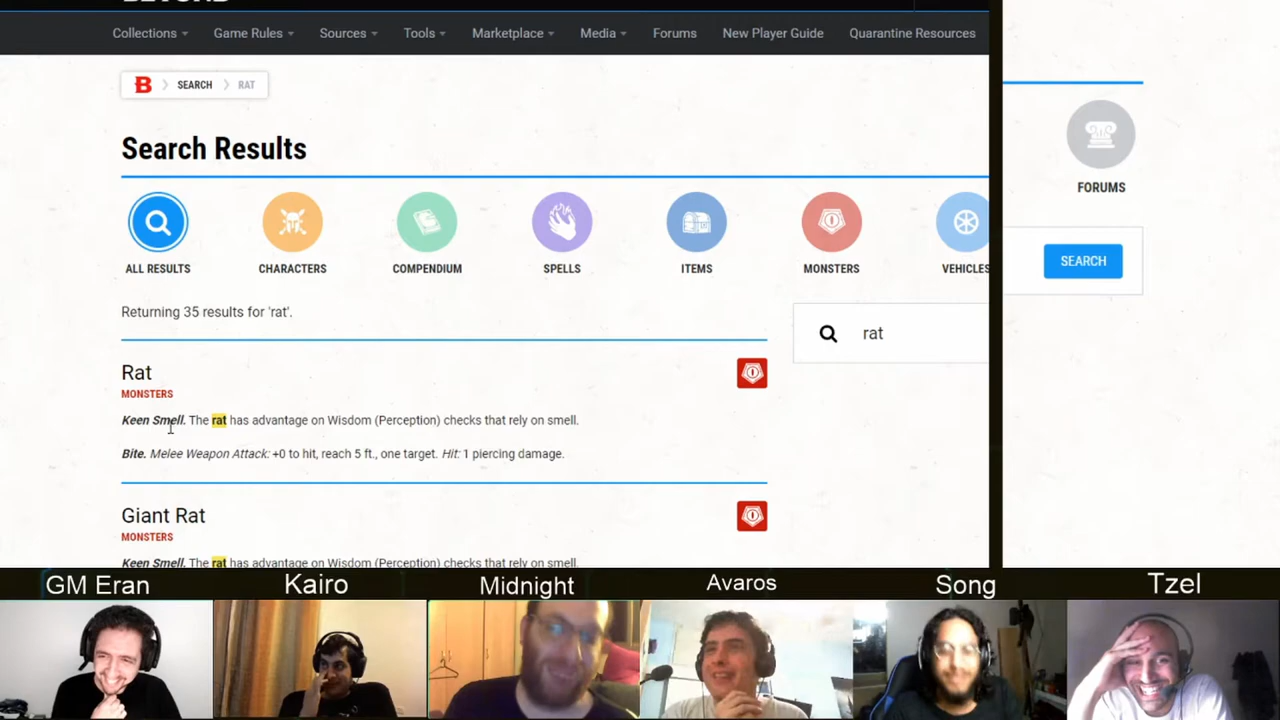 BEYOND
Collections Game Rules Sources Tools Marketplace Media Forums New Player Guide Quarantine Resources
SEARCH RAT
Search Results
ALL RESULTS
CHARACTERS
COMPENDIUM
SPELLS
ITEMS
MONSTERS
VEHICLES
FORUMS
SEARCH
Returning 35 results for 'rat'.
rat
Rat
MONSTERS
Keen Smell. The rat has advantage on Wisdom (Perception) checks that rely on smell.
Bite. Melee Weapon Attack: +0 to hit, reach 5 ft., one target. Hit: 1 piercing damage.
Giant Rat
MONSTERS
Keen Smell. The rat has advantage on Wisdom (Perception) checks that rely on smell.
GM Eran
Kairo
Midnight
Avaros
Song
Tzel